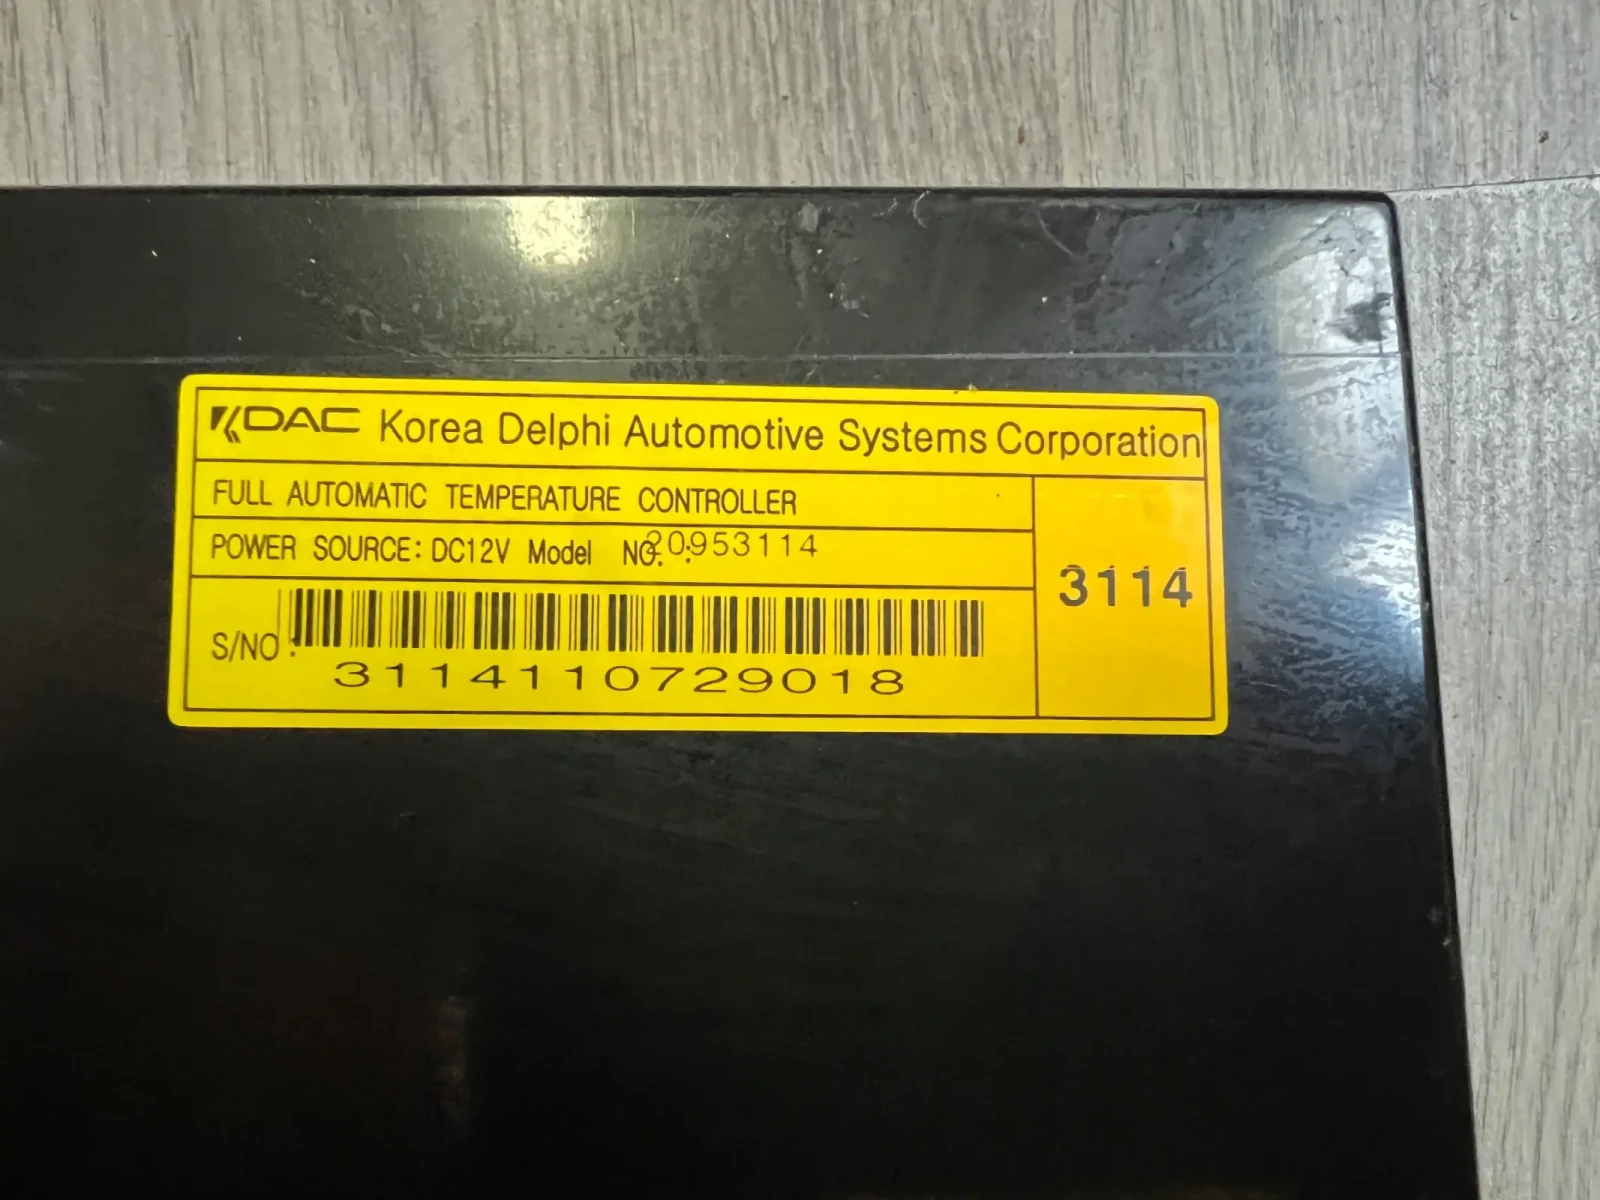 KDAC Korea Delphi Automotive Systems Corporation
FULL AUTOMATIC TEMPERATURE CONTROLLER
POWER SOURCE: DC12V Model NO.: 20953114
3114
S/NO :
3114110729018